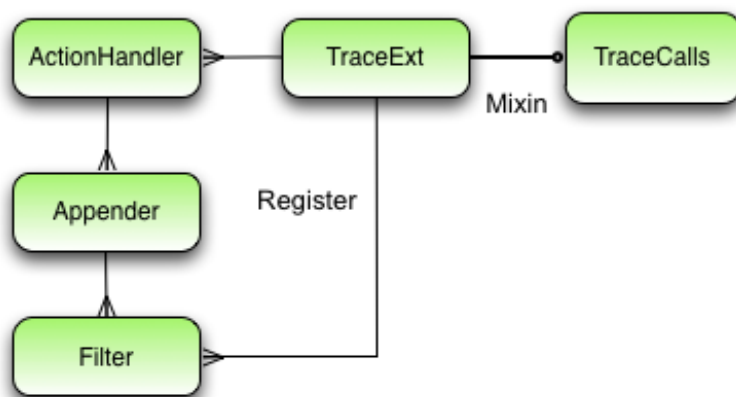 ActionHandler
TraceExt
TraceCalls
Mixin
Appender
Register
Filter